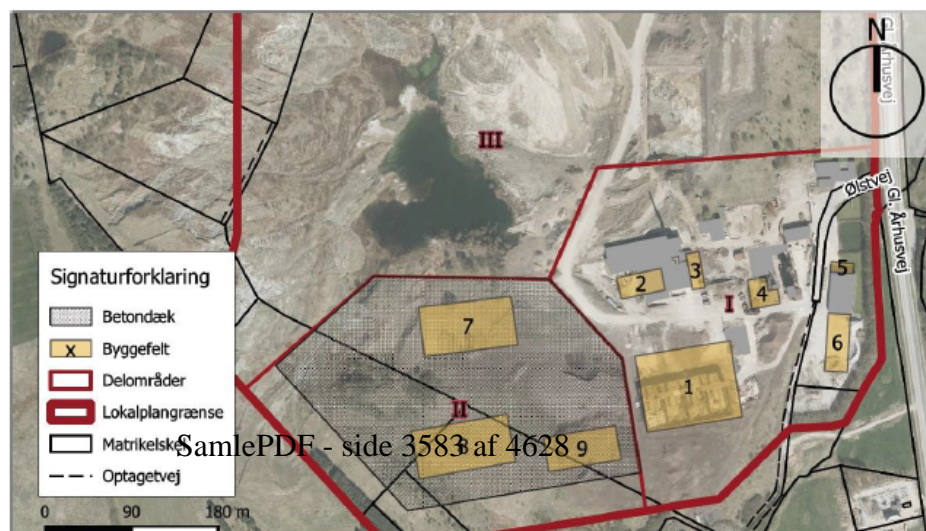 N
Gl. Århusvej
III
Ølstvej
Gl. Århusvej
Signaturforklaring
Betondæk
x Byggefelt
Delområder
Lokalplangrænse
Matrikelskel
Optagetvej
0 90 180 m
1
2
3
4
5
6
7
8
9
I
II
SamlePDF - side 3583 af 4628